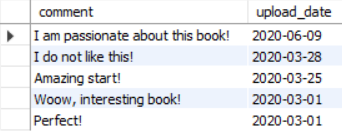 comment upload_date
I am passionate about this book! 2020-06-09
I do not like this! 2020-03-28
Amazing start! 2020-03-25
Woow, interesting book! 2020-03-01
Perfect! 2020-03-01